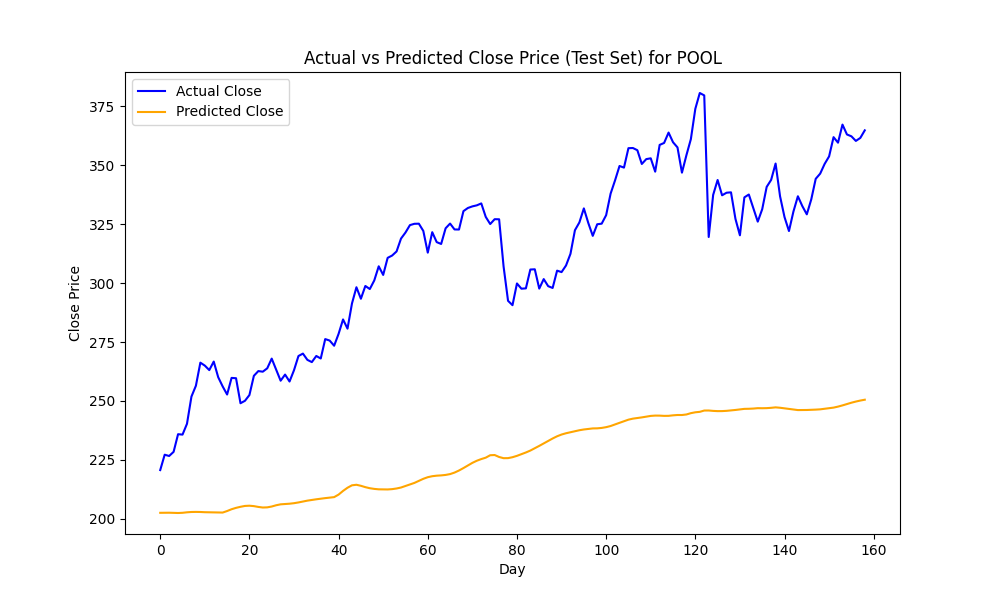 Actual vs Predicted Close Price (Test Set) for POOL
Actual Close
Predicted Close
Close Price
375
350
325
300
275
250
225
200
0 20 40 60 80 100 120 140 160
Day